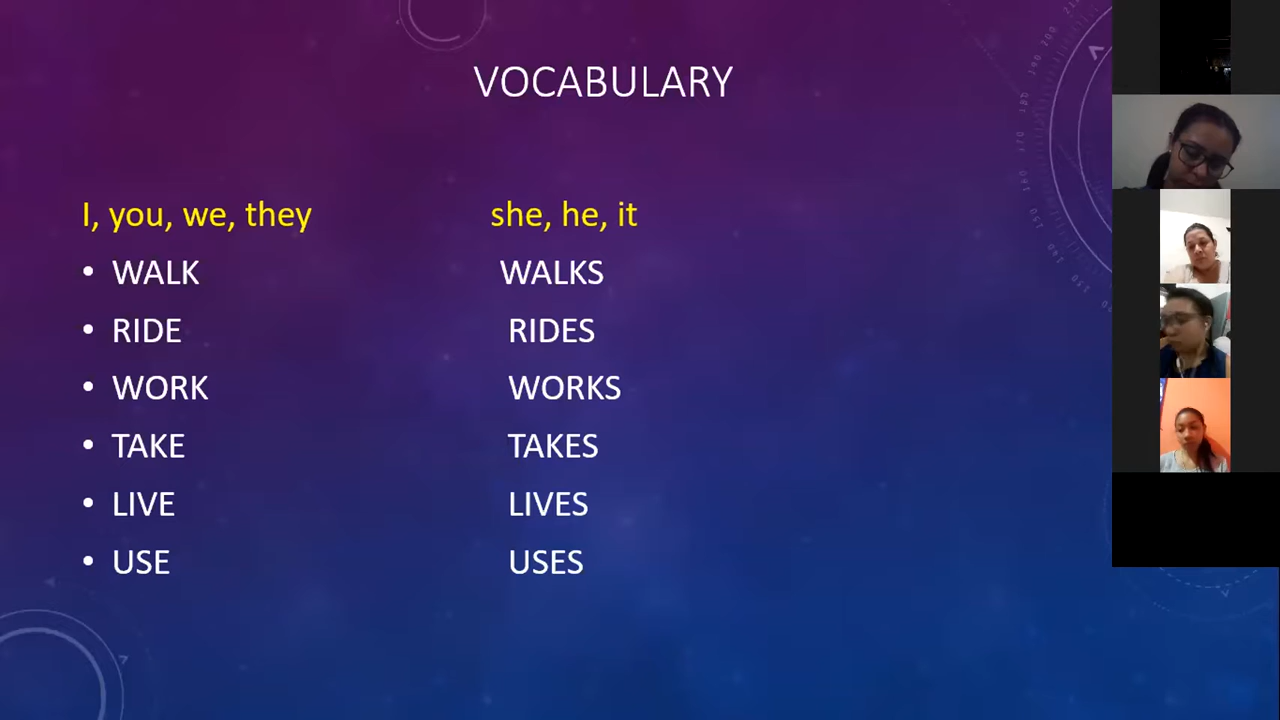 VOCABULARY
I, you, we, they she, he, it
• WALK WALKS
• RIDE RIDES
• WORK WORKS
• TAKE TAKES
• LIVE LIVES
• USE USES